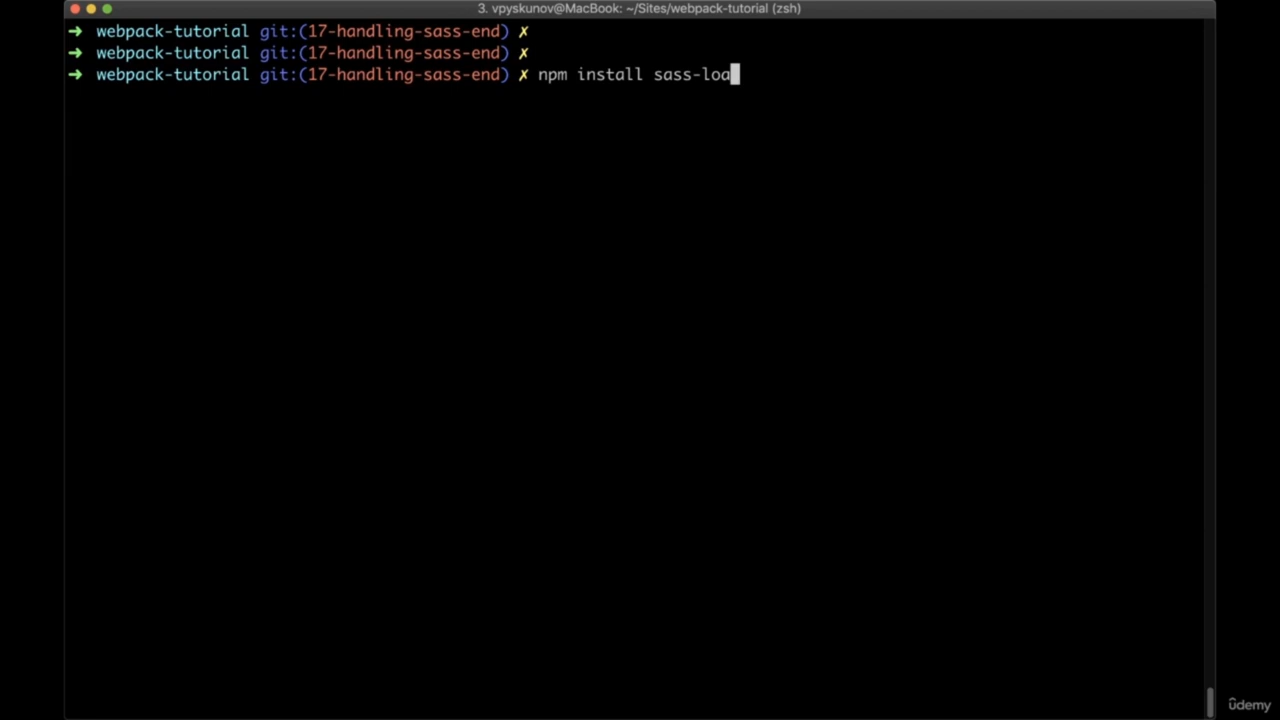 3. vpyskunov@MacBook: ~/Sites/webpack-tutorial (zsh)
➜ webpack-tutorial git:(17-handling-sass-end) ✗
➜ webpack-tutorial git:(17-handling-sass-end) ✗
➜ webpack-tutorial git:(17-handling-sass-end) ✗ npm install sass-loa
ûdemy